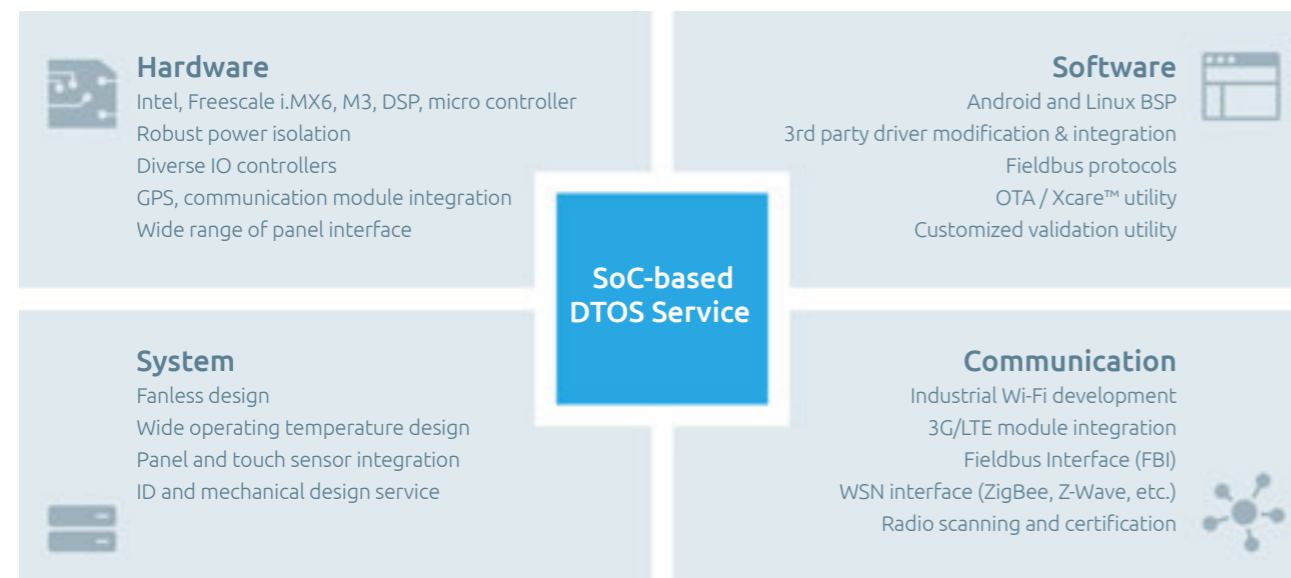 Hardware
Intel, Freescale i.MX6, M3, DSP, micro controller
Robust power isolation
Diverse IO controllers
GPS, communication module integration
Wide range of panel interface
Software
Android and Linux BSP
3rd party driver modification & integration
Fieldbus protocols
OTA / Xcare™ utility
Customized validation utility
SoC-based
DTOS Service
System
Fanless design
Wide operating temperature design
Panel and touch sensor integration
ID and mechanical design service
Communication
Industrial Wi-Fi development
3G/LTE module integration
Fieldbus Interface (FBI)
WSN interface (ZigBee, Z-Wave, etc.)
Radio scanning and certification